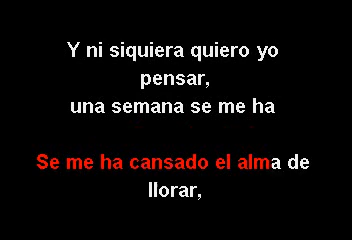 Y ni siquiera quiero yo
pensar,
una semana se me ha
Se me ha cansado el alma de
llorar,